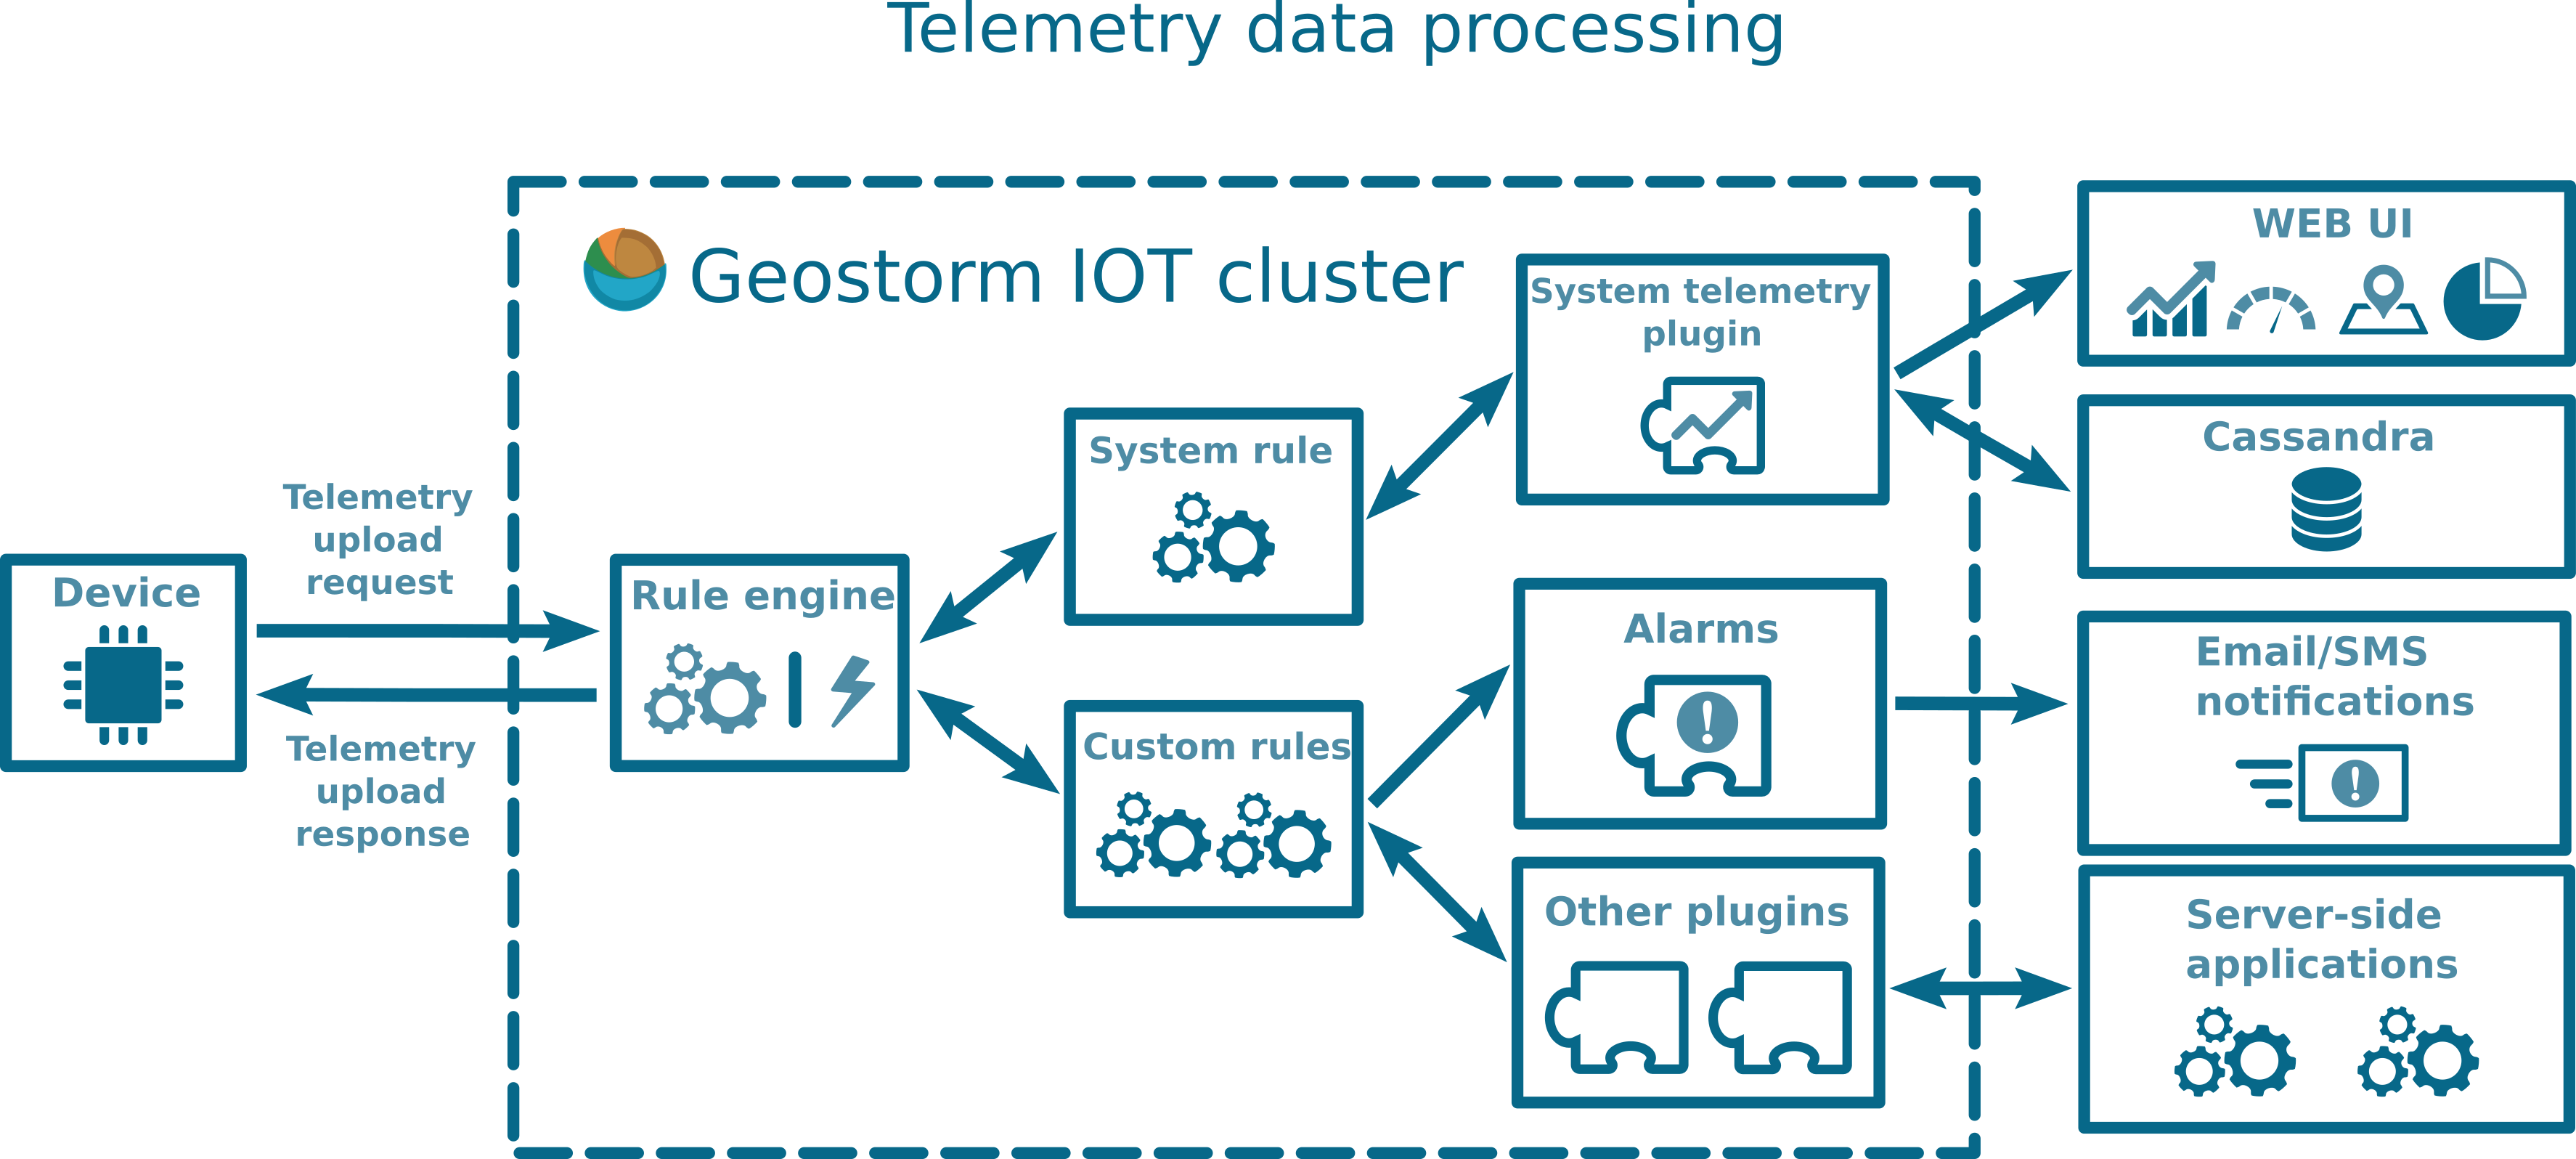 Telemetry data processing
Geostorm IOT cluster
Device
Telemetry
upload
request
Telemetry
upload
response
Rule engine
System rule
Custom rules
System telemetry
plugin
Alarms
Other plugins
WEB UI
Cassandra
Email/SMS
notifications
Server-side
applications